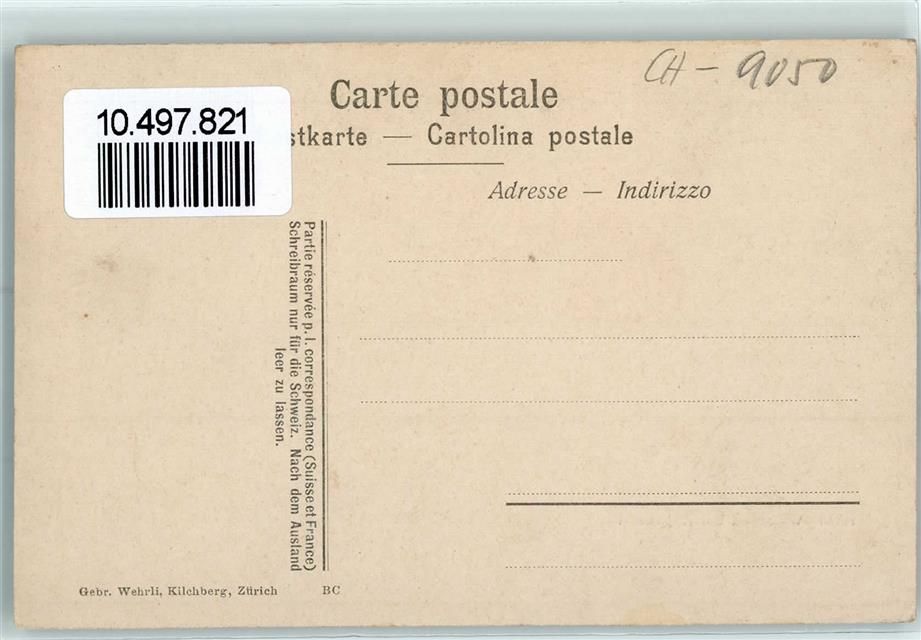 CH - 9050
Carte postale
10.497.821
stkarte — Cartolina postale
Adresse — Indirizzo
Partie réservée p. l. correspondance (Suisse et France)
Schreibraum nur für die Schweiz. Nach dem Ausland
leer zu lassen.
Gebr. Wehrli, Kilchberg, Zürich BC